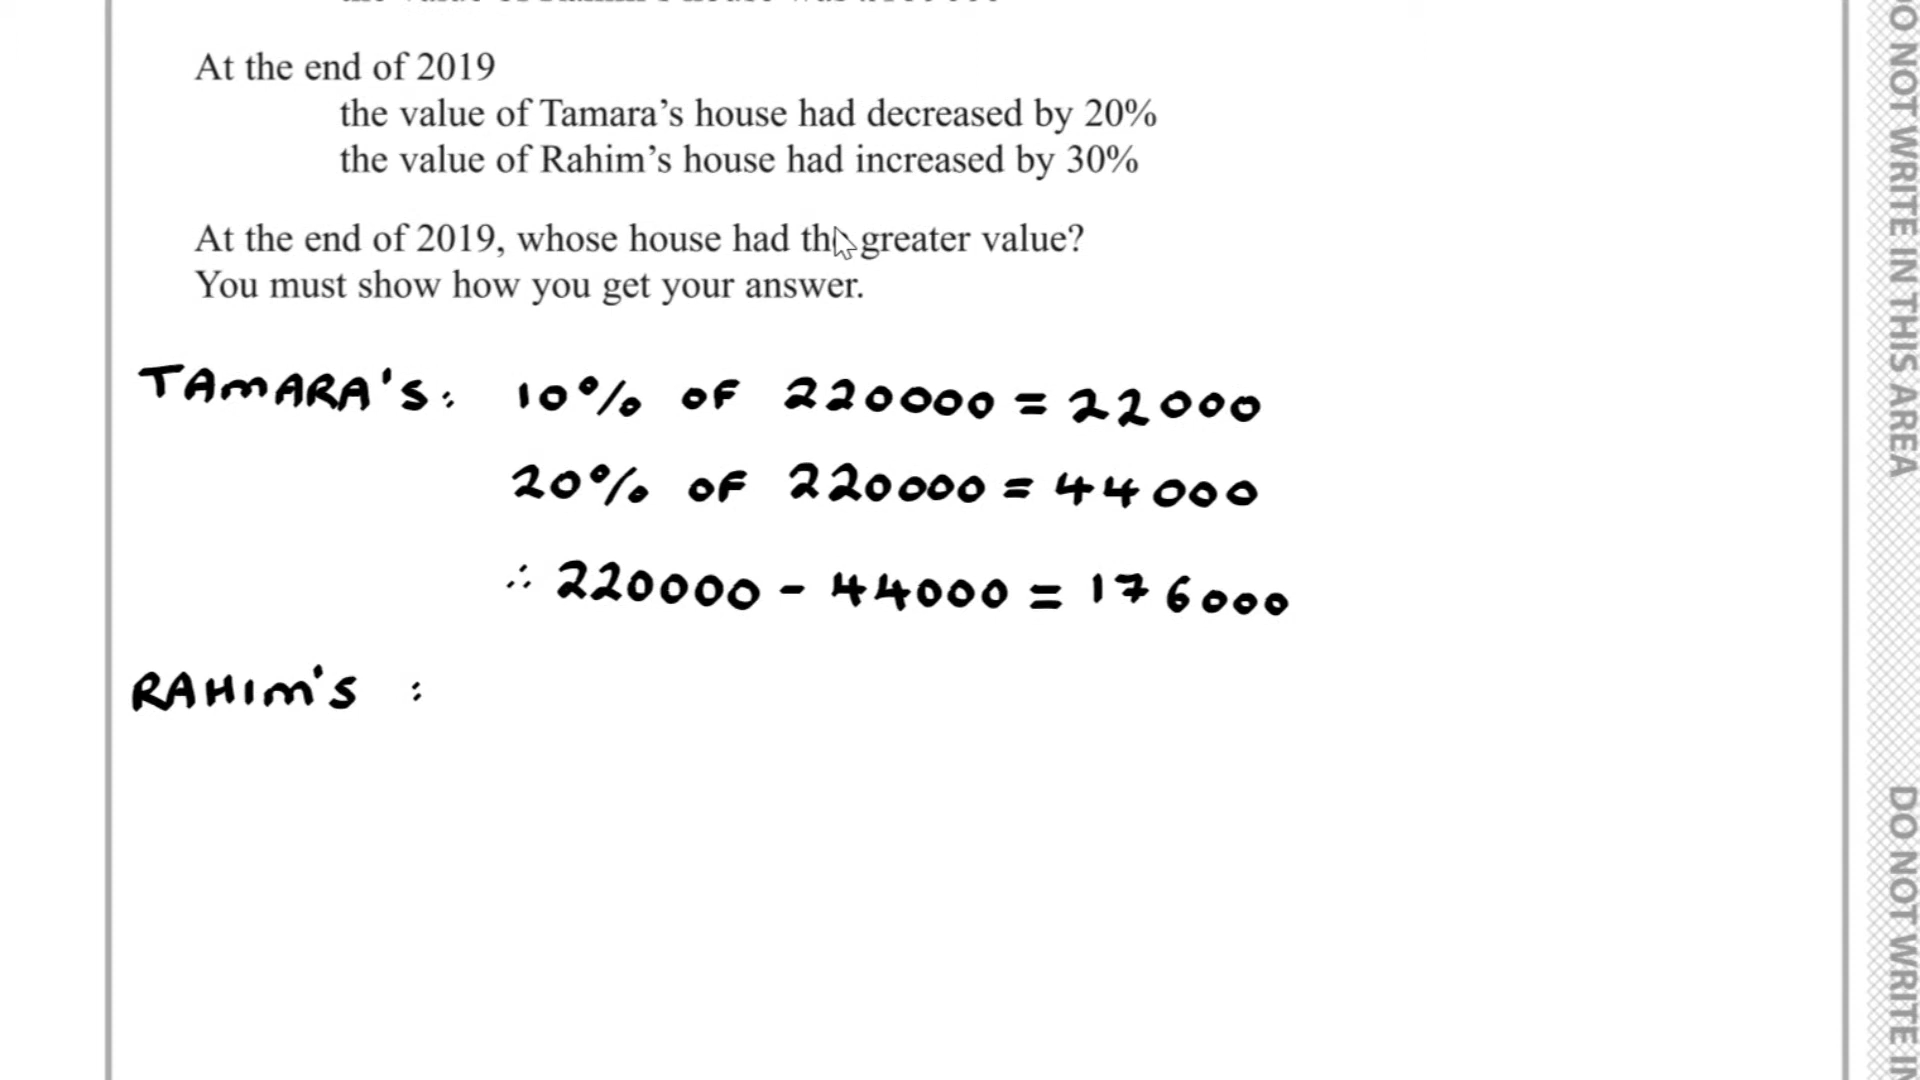 At the end of 2019
the value of Tamara's house had decreased by 20%
the value of Rahim's house had increased by 30%
At the end of 2019, whose house had the greater value?
You must show how you get your answer.
TAMARA'S: 10% OF 220000 = 22000
20% OF 220000 = 44000
∴ 220000 - 44000 = 176000
RAHIM'S :
DO NOT WRITE IN THIS AREA
DO NOT WRITE IN